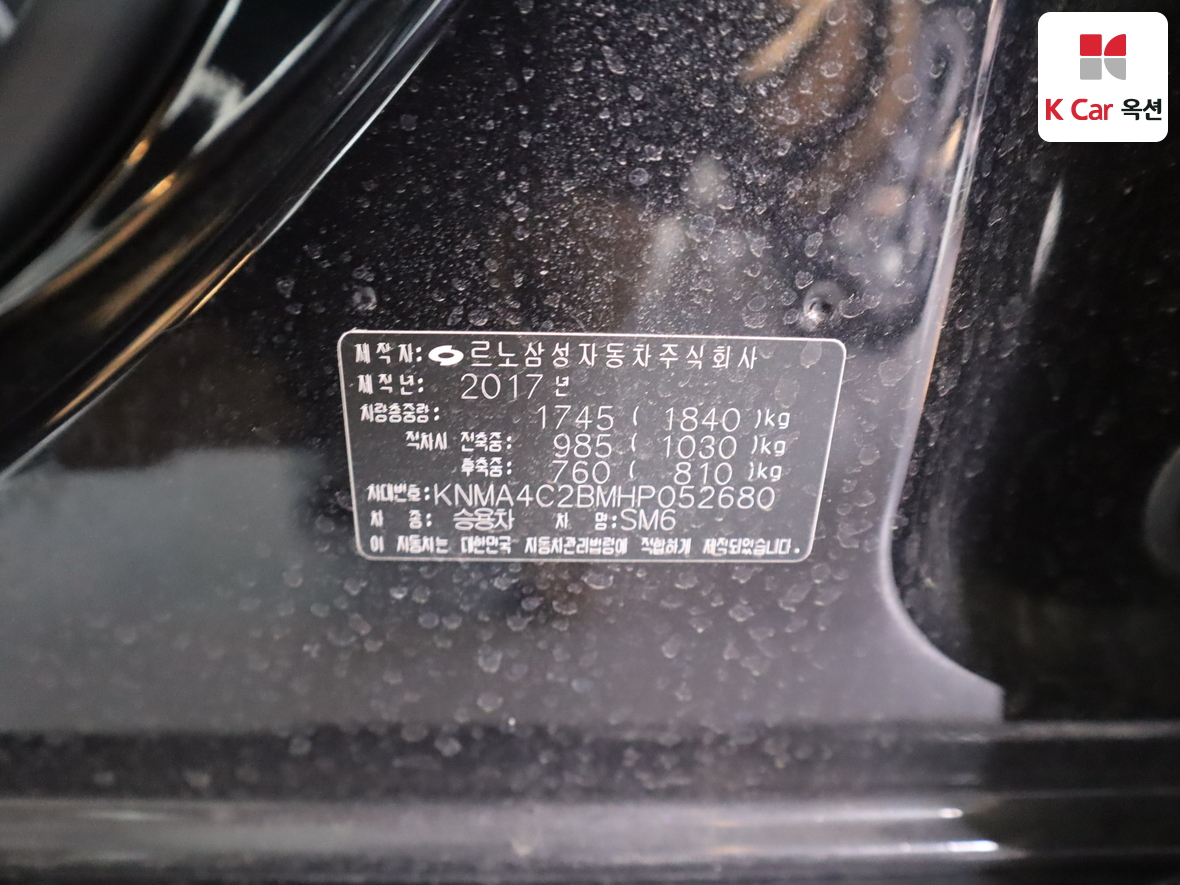 K Car 옥션
제작자: 르노삼성자동차주식회사
제작년: 2017 년
차량총중량: 1745 ( 1840 )kg
적차시 전축중: 985 ( 1030 )kg
후축중: 760 ( 810 )kg
차대번호:KNMA4C2BMHP052680
차 종: 승용차 차 명:SM6
이 자동차는 대한민국 자동차관리법령에 적합하게 제작되었습니다.